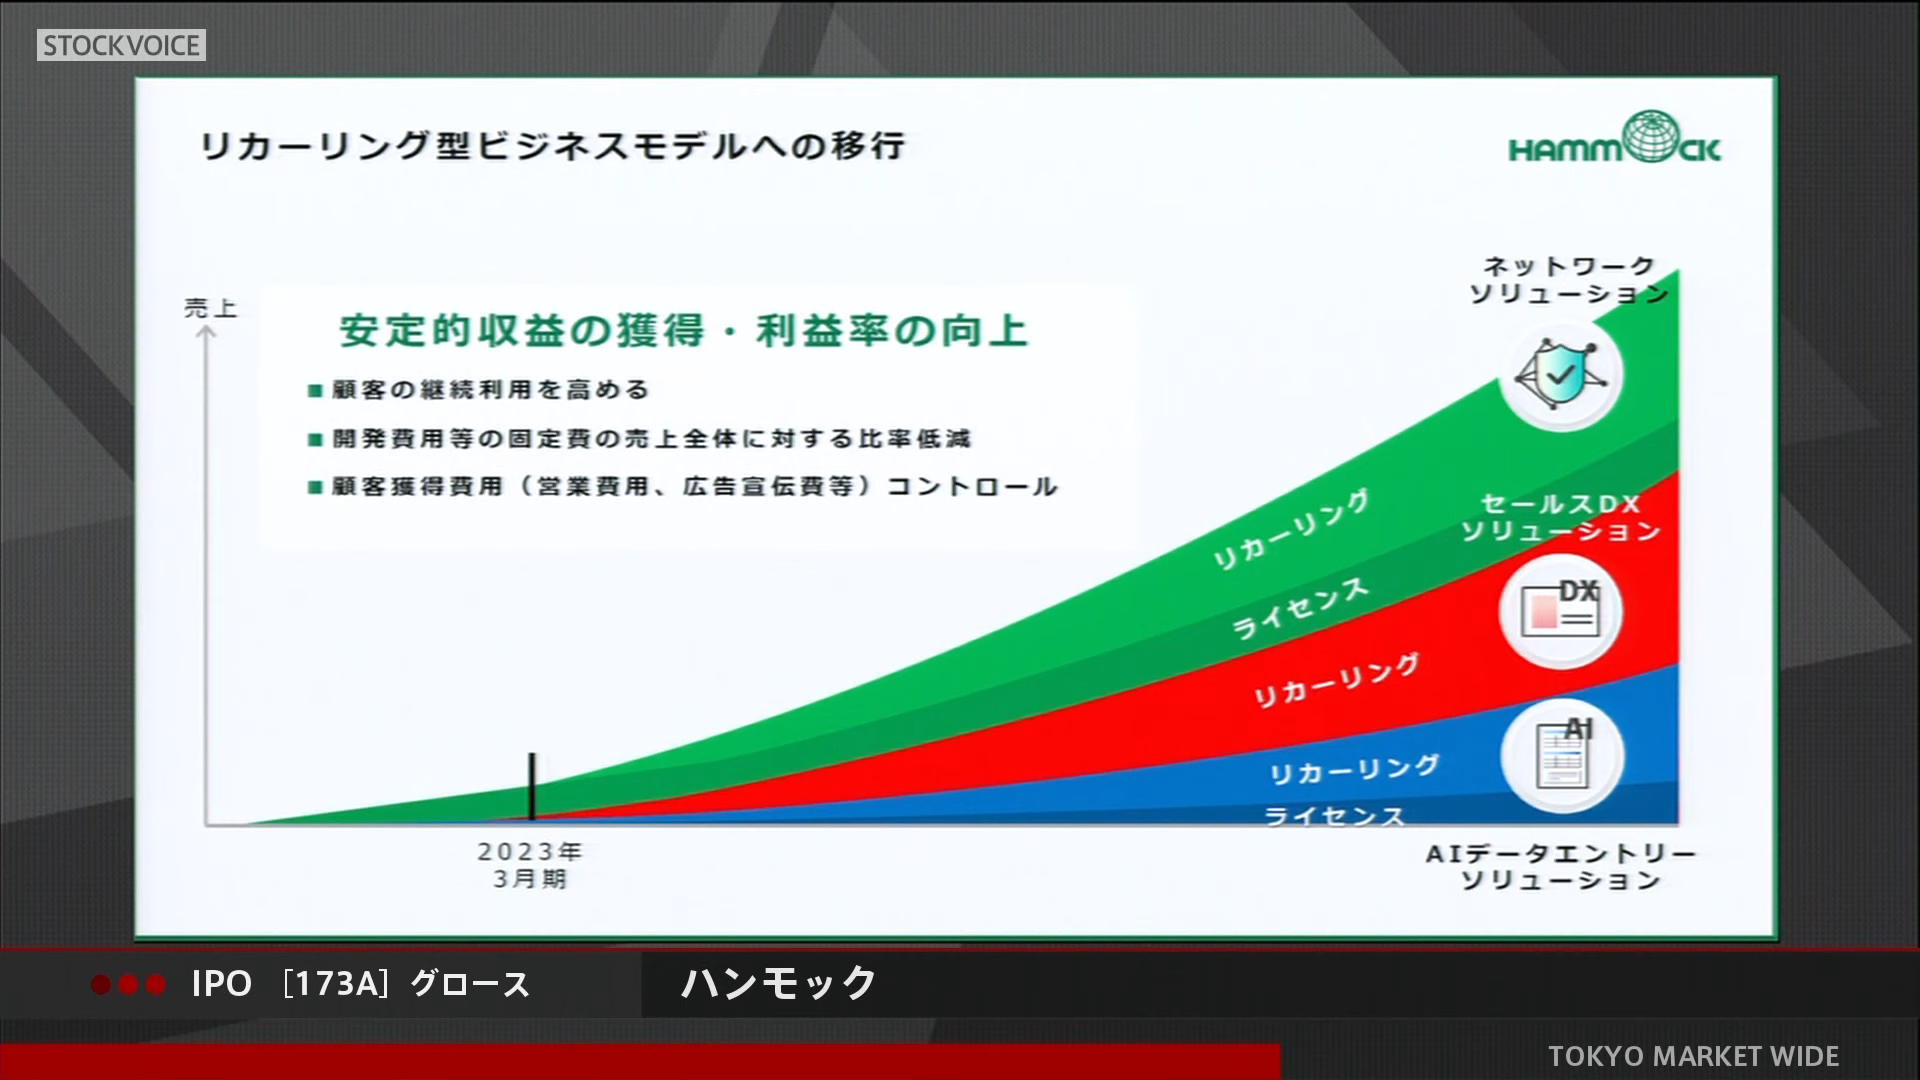 STOCKVOICE
リカーリング型ビジネスモデルへの移行
HAMMOCK
売上
安定的収益の獲得・利益率の向上
■顧客の継続利用を高める
■開発費用等の固定費の売上全体に対する比率低減
■顧客獲得費用（営業費用、広告宣伝費等）コントロール
ネットワーク
ソリューション
リカーリング
ライセンス
セールスDX
ソリューション
DX
リカーリング
AI
リカーリング
ライセンス
2023年
3月期
AIデータエントリー
ソリューション
IPO ［173A］グロース
ハンモック
TOKYO MARKET WIDE